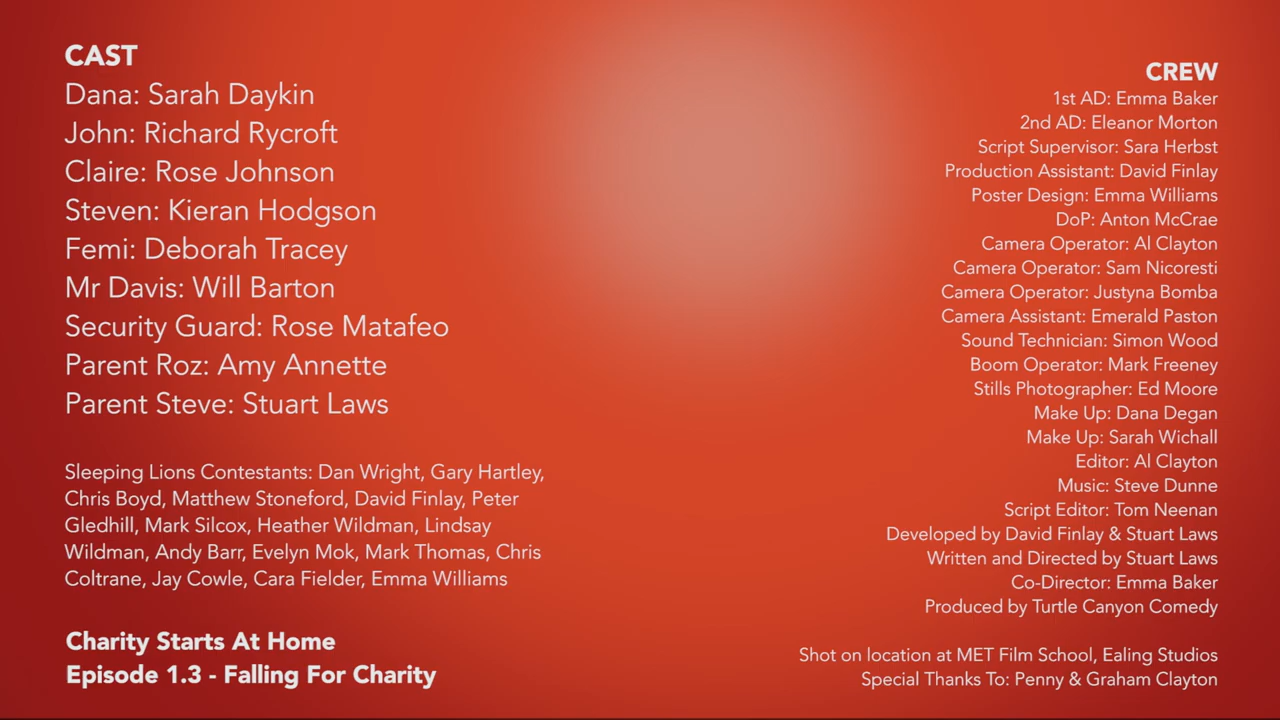 CAST
Dana: Sarah Daykin
John: Richard Rycroft
Claire: Rose Johnson
Steven: Kieran Hodgson
Femi: Deborah Tracey
Mr Davis: Will Barton
Security Guard: Rose Matafeo
Parent Roz: Amy Annette
Parent Steve: Stuart Laws
Sleeping Lions Contestants: Dan Wright, Gary Hartley,
Chris Boyd, Matthew Stoneford, David Finlay, Peter
Gledhill, Mark Silcox, Heather Wildman, Lindsay
Wildman, Andy Barr, Evelyn Mok, Mark Thomas, Chris
Coltrane, Jay Cowle, Cara Fielder, Emma Williams
Charity Starts At Home
Episode 1.3 - Falling For Charity
CREW
1st AD: Emma Baker
2nd AD: Eleanor Morton
Script Supervisor: Sara Herbst
Production Assistant: David Finlay
Poster Design: Emma Williams
DoP: Anton McCrae
Camera Operator: Al Clayton
Camera Operator: Sam Nicoresti
Camera Operator: Justyna Bomba
Camera Assistant: Emerald Paston
Sound Technician: Simon Wood
Boom Operator: Mark Freeney
Stills Photographer: Ed Moore
Make Up: Dana Degan
Make Up: Sarah Wichall
Editor: Al Clayton
Music: Steve Dunne
Script Editor: Tom Neenan
Developed by David Finlay & Stuart Laws
Written and Directed by Stuart Laws
Co-Director: Emma Baker
Produced by Turtle Canyon Comedy
Shot on location at MET Film School, Ealing Studios
Special Thanks To: Penny & Graham Clayton